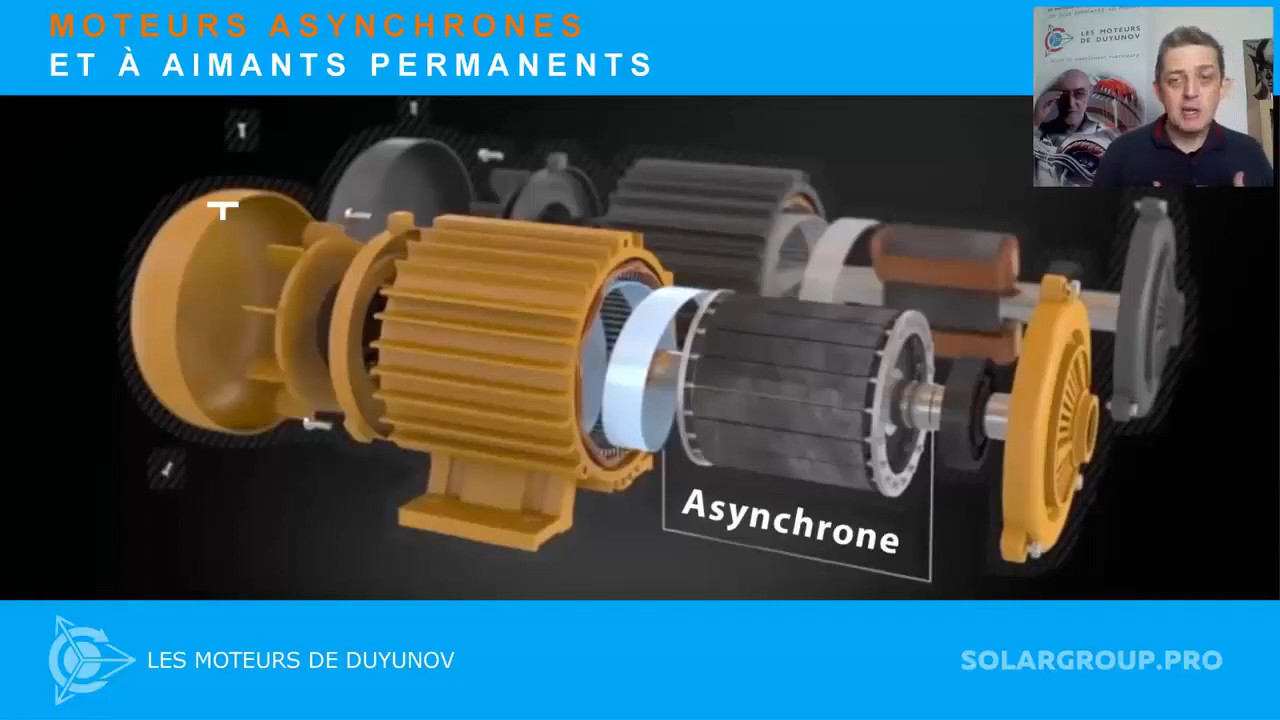 MOTEURS ASYNCHRONES
ET À AIMANTS PERMANENTS
LES MOTEURS
DE DUYUNOV
Asynchrone
LES MOTEURS DE DUYUNOV
SOLARGROUP.PRO